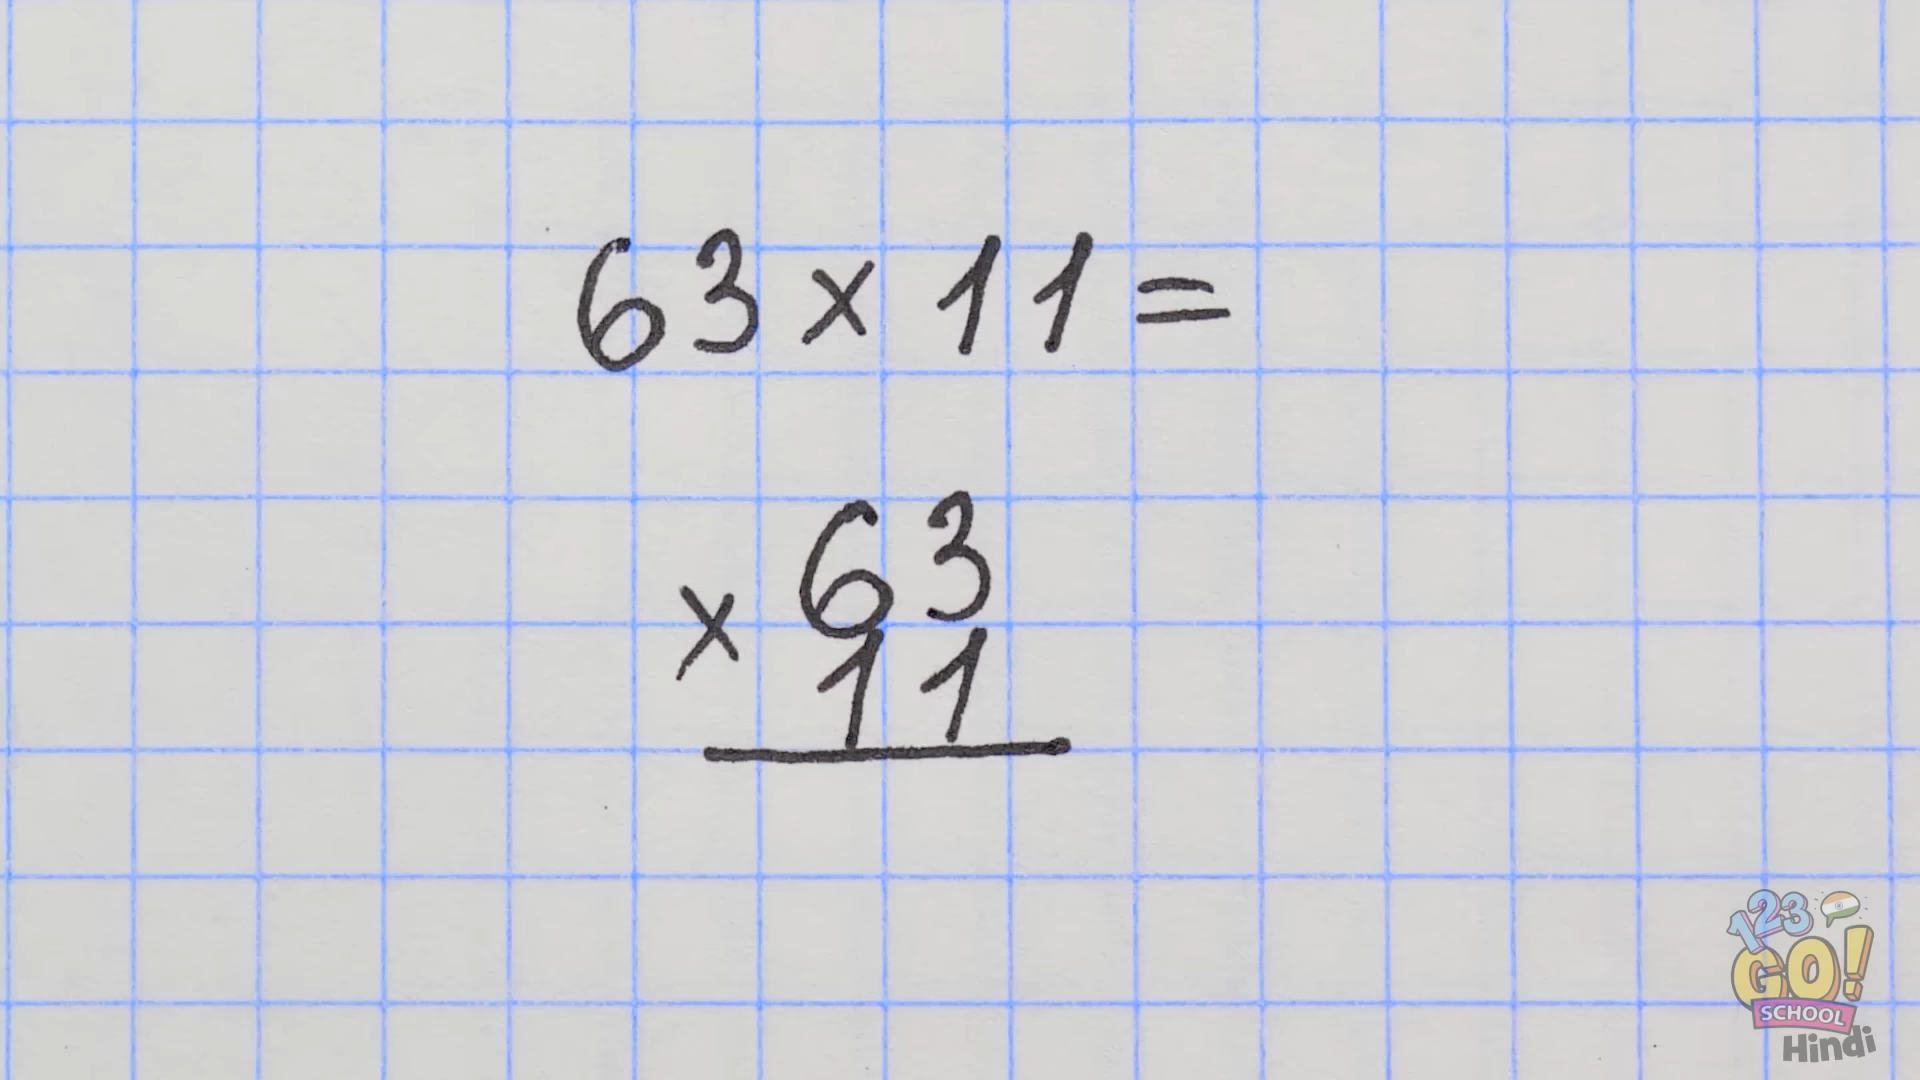 63 × 11 =
63
× 11
123
GO!
SCHOOL
Hindi